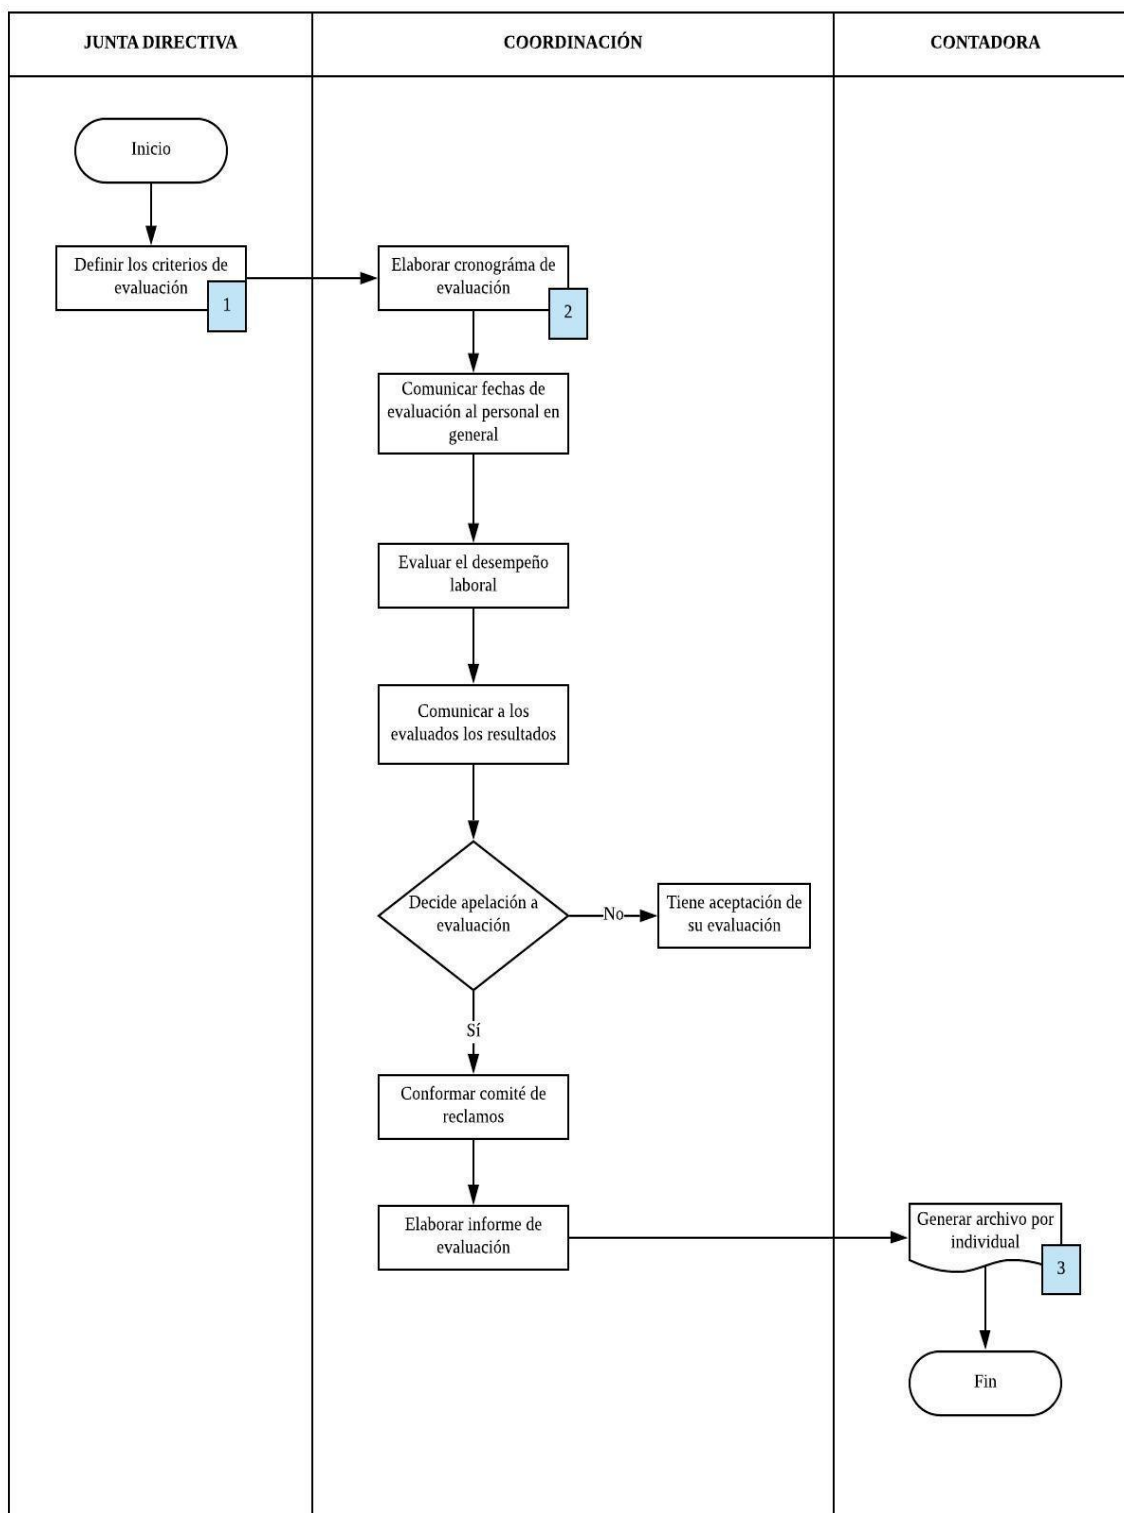 JUNTA DIRECTIVA
COORDINACIÓN
CONTADORA
Inicio
Definir los criterios de
evaluación
1
Elaborar cronográma de
evaluación
2
Comunicar fechas de
evaluación al personal en
general
Evaluar el desempeño
laboral
Comunicar a los
evaluados los resultados
Decide apelación a
evaluación
No
Tiene aceptación de
su evaluación
Sí
Conformar comité de
reclamos
Elaborar informe de
evaluación
Generar archivo por
individual
3
Fin